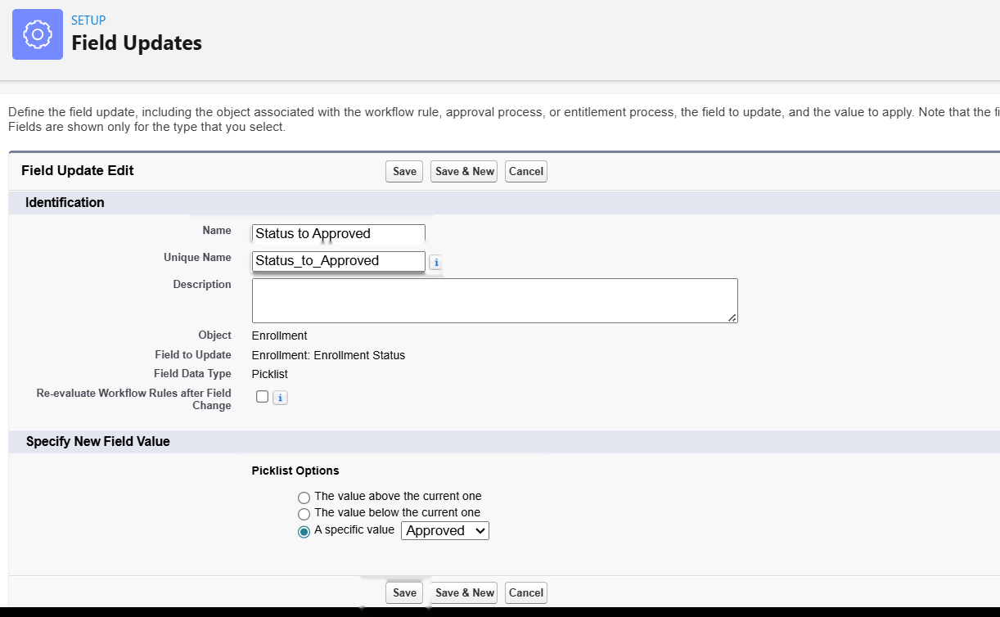 SETUP
Field Updates
Define the field update, including the object associated with the workflow rule, approval process, or entitlement process, the field to update, and the value to apply. Note that the
Fields are shown only for the type that you select.
Field Update Edit
Save
Save & New
Cancel
Identification
Name
Status to Approved
Unique Name
Status_to_Approved
i
Description
Object
Enrollment
Field to Update
Enrollment: Enrollment Status
Field Data Type
Picklist
Re-evaluate Workflow Rules after Field
Change
i
Specify New Field Value
Picklist Options
The value above the current one
The value below the current one
A specific value
Approved
Save
Save & New
Cancel